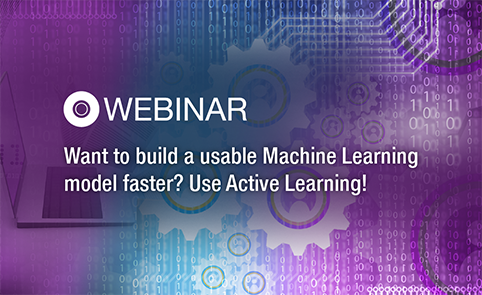 WEBINAR
Want to build a usable Machine Learning
model faster? Use Active Learning!